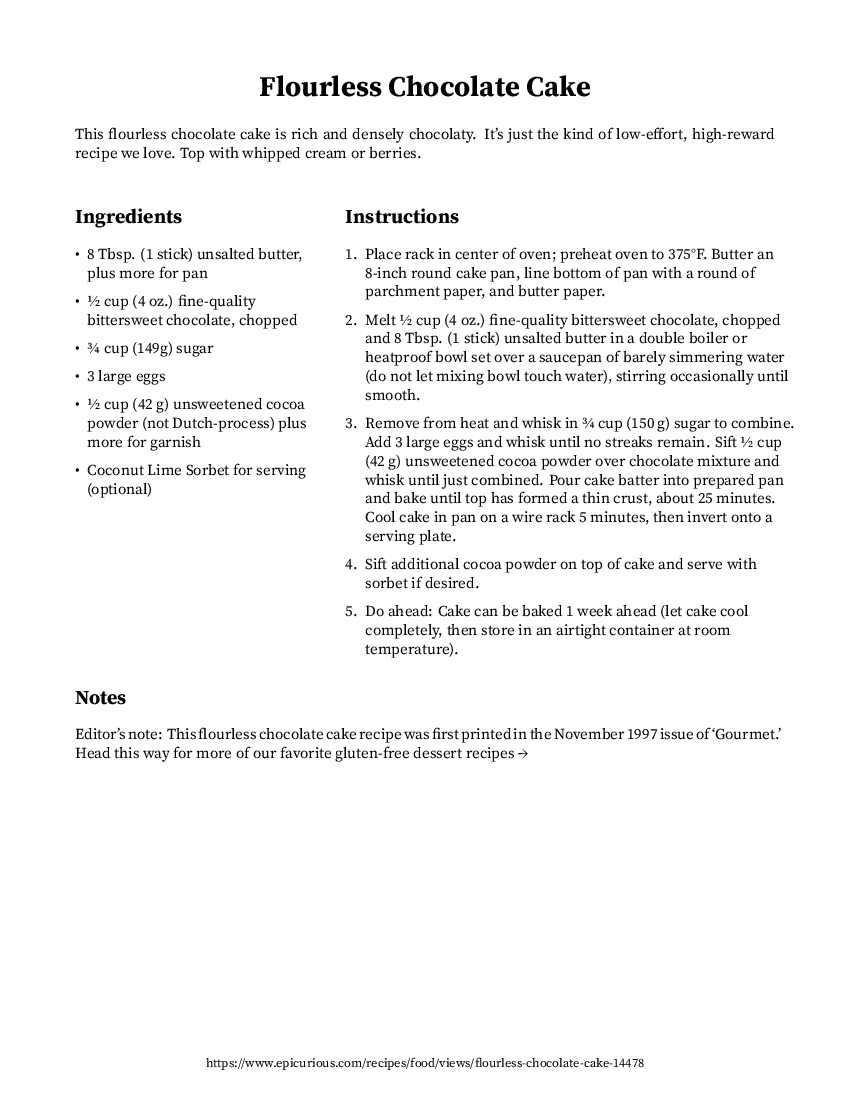 Flourless Chocolate Cake
This flourless chocolate cake is rich and densely chocolaty. It's just the kind of low-effort, high-reward
recipe we love. Top with whipped cream or berries.
Ingredients
• 8 Tbsp. (1 stick) unsalted butter,
plus more for pan
• ½ cup (4 oz.) fine-quality
bittersweet chocolate, chopped
• ¾ cup (149g) sugar
• 3 large eggs
• ½ cup (42 g) unsweetened cocoa
powder (not Dutch-process) plus
more for garnish
• Coconut Lime Sorbet for serving
(optional)
Instructions
1. Place rack in center of oven; preheat oven to 375°F. Butter an
8-inch round cake pan, line bottom of pan with a round of
parchment paper, and butter paper.
2. Melt ½ cup (4 oz.) fine-quality bittersweet chocolate, chopped
and 8 Tbsp. (1 stick) unsalted butter in a double boiler or
heatproof bowl set over a saucepan of barely simmering water
(do not let mixing bowl touch water), stirring occasionally until
smooth.
3. Remove from heat and whisk in ¾ cup (150 g) sugar to combine.
Add 3 large eggs and whisk until no streaks remain. Sift ½ cup
(42 g) unsweetened cocoa powder over chocolate mixture and
whisk until just combined. Pour cake batter into prepared pan
and bake until top has formed a thin crust, about 25 minutes.
Cool cake in pan on a wire rack 5 minutes, then invert onto a
serving plate.
4. Sift additional cocoa powder on top of cake and serve with
sorbet if desired.
5. Do ahead: Cake can be baked 1 week ahead (let cake cool
completely, then store in an airtight container at room
temperature).
Notes
Editor's note: This flourless chocolate cake recipe was first printed in the November 1997 issue of 'Gourmet.'
Head this way for more of our favorite gluten-free dessert recipes →
https://www.epicurious.com/recipes/food/views/flourless-chocolate-cake-14478